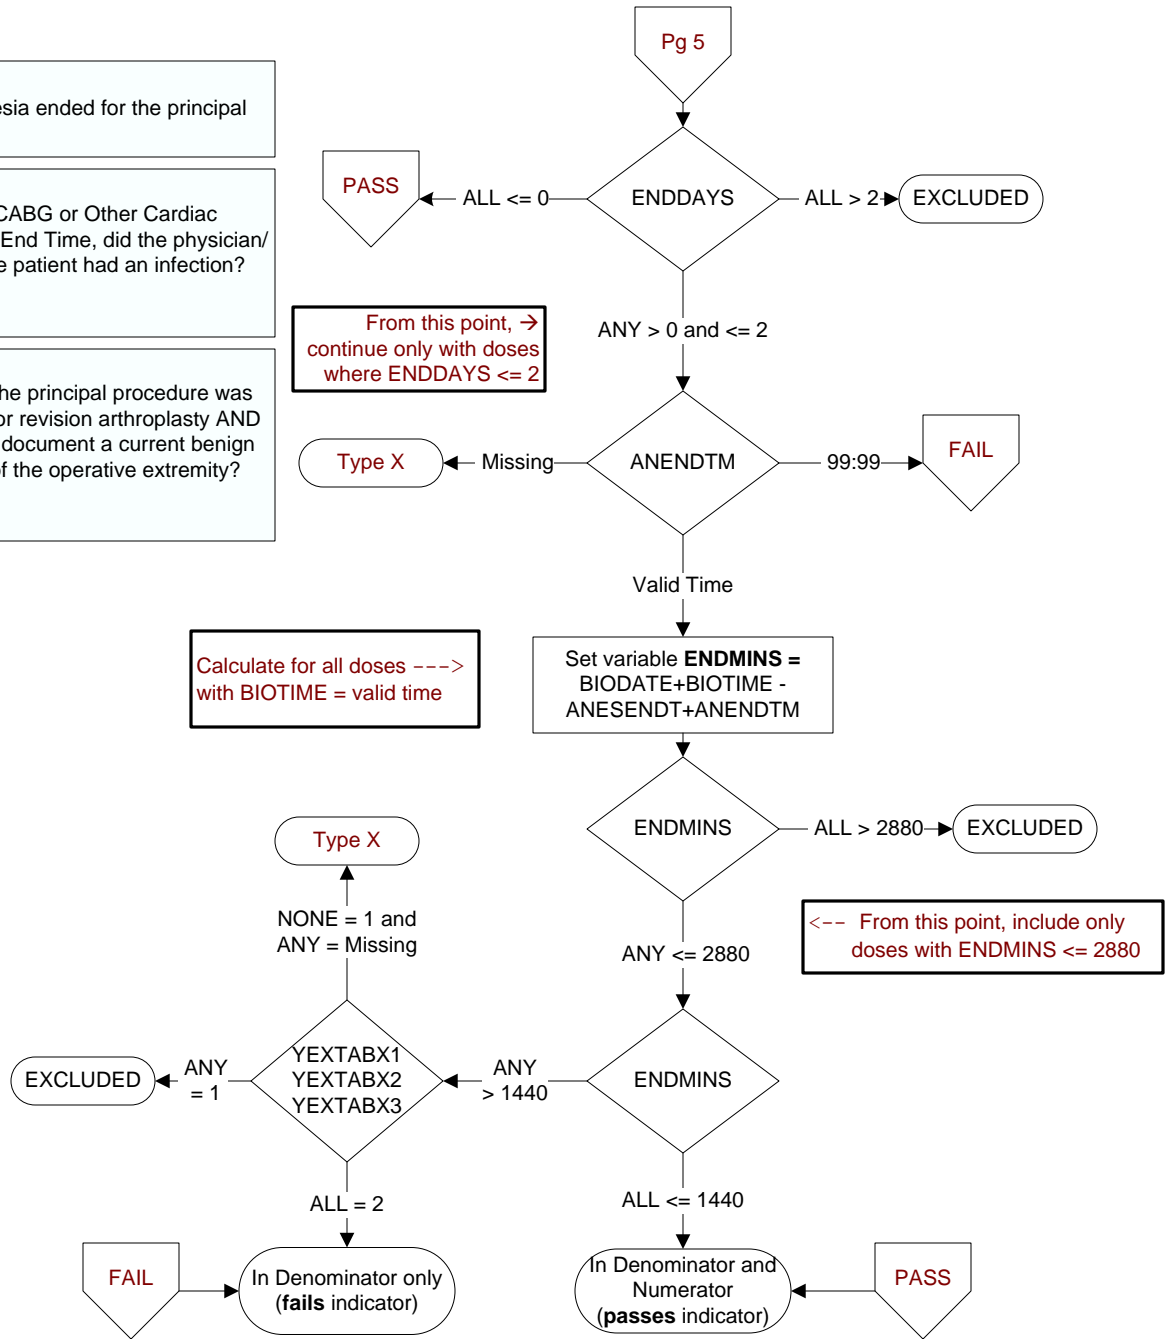 Pg 5
esia ended for the principal
CABG or Other Cardiac
End Time, did the physician/
e patient had an infection?
he principal procedure was
or revision arthroplasty AND
document a current benign
of the operative extremity?
PASS
ALL <= 0
ENDDAYS
ALL > 2
EXCLUDED
From this point, →
continue only with doses
where ENDDAYS <= 2
ANY > 0 and <= 2
Type X
Missing
ANENDTM
99:99
FAIL
Valid Time
Calculate for all doses --->
with BIOTIME = valid time
Set variable ENDMINS =
BIODATE+BIOTIME -
ANESENDT+ANENDTM
ENDMINS
ALL > 2880
EXCLUDED
Type X
NONE = 1 and
ANY = Missing
ANY <= 2880
<-- From this point, include only
doses with ENDMINS <= 2880
EXCLUDED
ANY
= 1
YEXTABX1
YEXTABX2
YEXTABX3
ANY
> 1440
ENDMINS
ALL = 2
ALL <= 1440
FAIL
In Denominator only
(fails indicator)
In Denominator and
Numerator
(passes indicator)
PASS